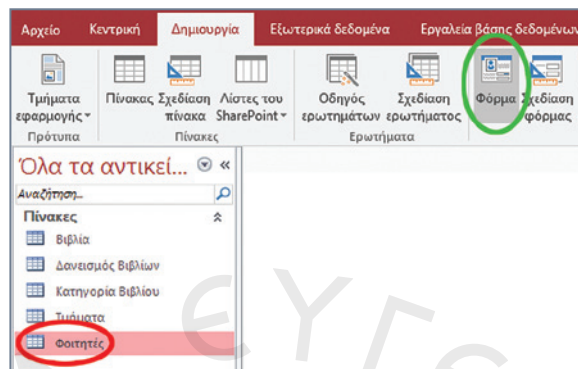 Αρχείο Κεντρική Δημιουργία Εξωτερικά δεδομένα Εργαλεία βάσης δεδομένων
Τμήματα εφαρμογής
Πίνακας
Σχεδίαση πίνακα
Λίστες του SharePoint
Οδηγός ερωτημάτων
Σχεδίαση ερωτήματος
Φόρμα
Σχεδίαση φόρμας
Πρότυπα Πίνακες Ερωτήματα
Όλα τα αντικεί... «
Αναζήτηση...
Πίνακες
Βιβλία
Δανεισμός Βιβλίων
Κατηγορία Βιβλίου
Τμήματα
Φοιτητές